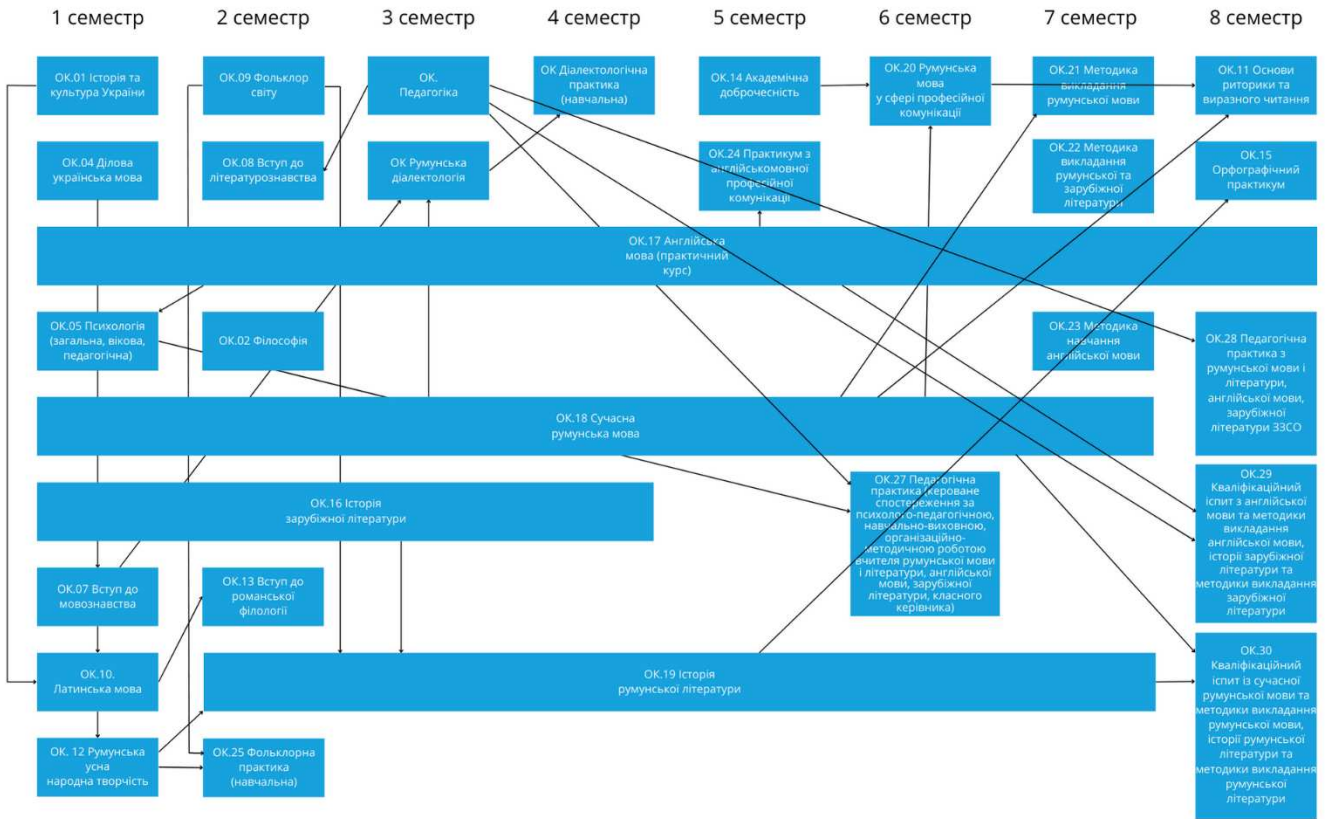 1 семестр
2 семестр
3 семестр
4 семестр
5 семестр
6 семестр
7 семестр
8 семестр
ОК.01 Історія та
культура України
ОК.09 Фольклор
світу
ОК.
Педагогіка
ОК Діалектологічна
практика
(навчальна)
ОК.14 Академічна
доброчесність
ОК.20 Румунська
мова
у сфері професійної
комунікації
ОК.21 Методика
викладання
румунської мови
ОК.11 Основи
риторики та
виразного читання
ОК.04 Ділова
українська мова
ОК.08 Вступ до
літературознавства
ОК Румунська
діалектологія
ОК.24 Практикум з
англійськомовної
професійної
комунікації
ОК.22 Методика
викладання
румунської та
зарубіжної
літератури
ОК.15
Орфографічний
практикум
ОК.17 Англійська
мова (практичний
курс)
ОК.05 Психологія
(загальна, вікова,
педагогічна)
ОК.02 Філософія
ОК.23 Методика
навчання
англійської мови
ОК.28 Педагогічна
практика з
румунської мови і
літератури,
англійської мови,
зарубіжної
літератури ЗЗСО
ОК.18 Сучасна
румунська мова
ОК.16 Історія
зарубіжної літератури
ОК.27 Педагогічна
практика (кероване
спостереження за
психолого-педагогічною,
навчально-виховною,
організаційно-
методичною роботою
вчителя румунської мови
і літератури, англійської
мови, зарубіжної
літератури, класного
керівника)
ОК.29
Кваліфікаційний
іспит з англійської
мови та методики
викладання
англійської мови,
історії зарубіжної
літератури та
методики викладання
зарубіжної
літератури
ОК.07 Вступ до
мовознавства
ОК.13 Вступ до
романської
філології
ОК.10.
Латинська мова
ОК.19 Історія
румунської літератури
ОК.30
Кваліфікаційний
іспит із сучасної
румунської мови та
методики викладання
румунської мови,
історії румунської
літератури та
методики викладання
румунської
літератури
ОК. 12 Румунська
усна
народна творчість
ОК.25 Фольклорна
практика
(навчальна)